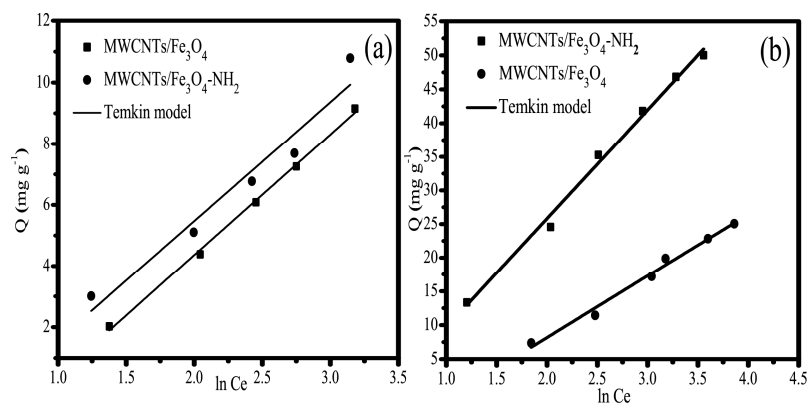 (a)
MWCNTs/Fe₃O₄
MWCNTs/Fe₃O₄-NH₂
Temkin model
Q (mg g⁻¹)
12
10
8
6
4
2
1.0 1.5 2.0 2.5 3.0 3.5
ln Ce
(b)
MWCNTs/Fe₃O₄-NH₂
MWCNTs/Fe₃O₄
Temkin model
Q (mg g⁻¹)
55
50
45
40
35
30
25
20
15
10
5
1.0 1.5 2.0 2.5 3.0 3.5 4.0 4.5
ln Ce